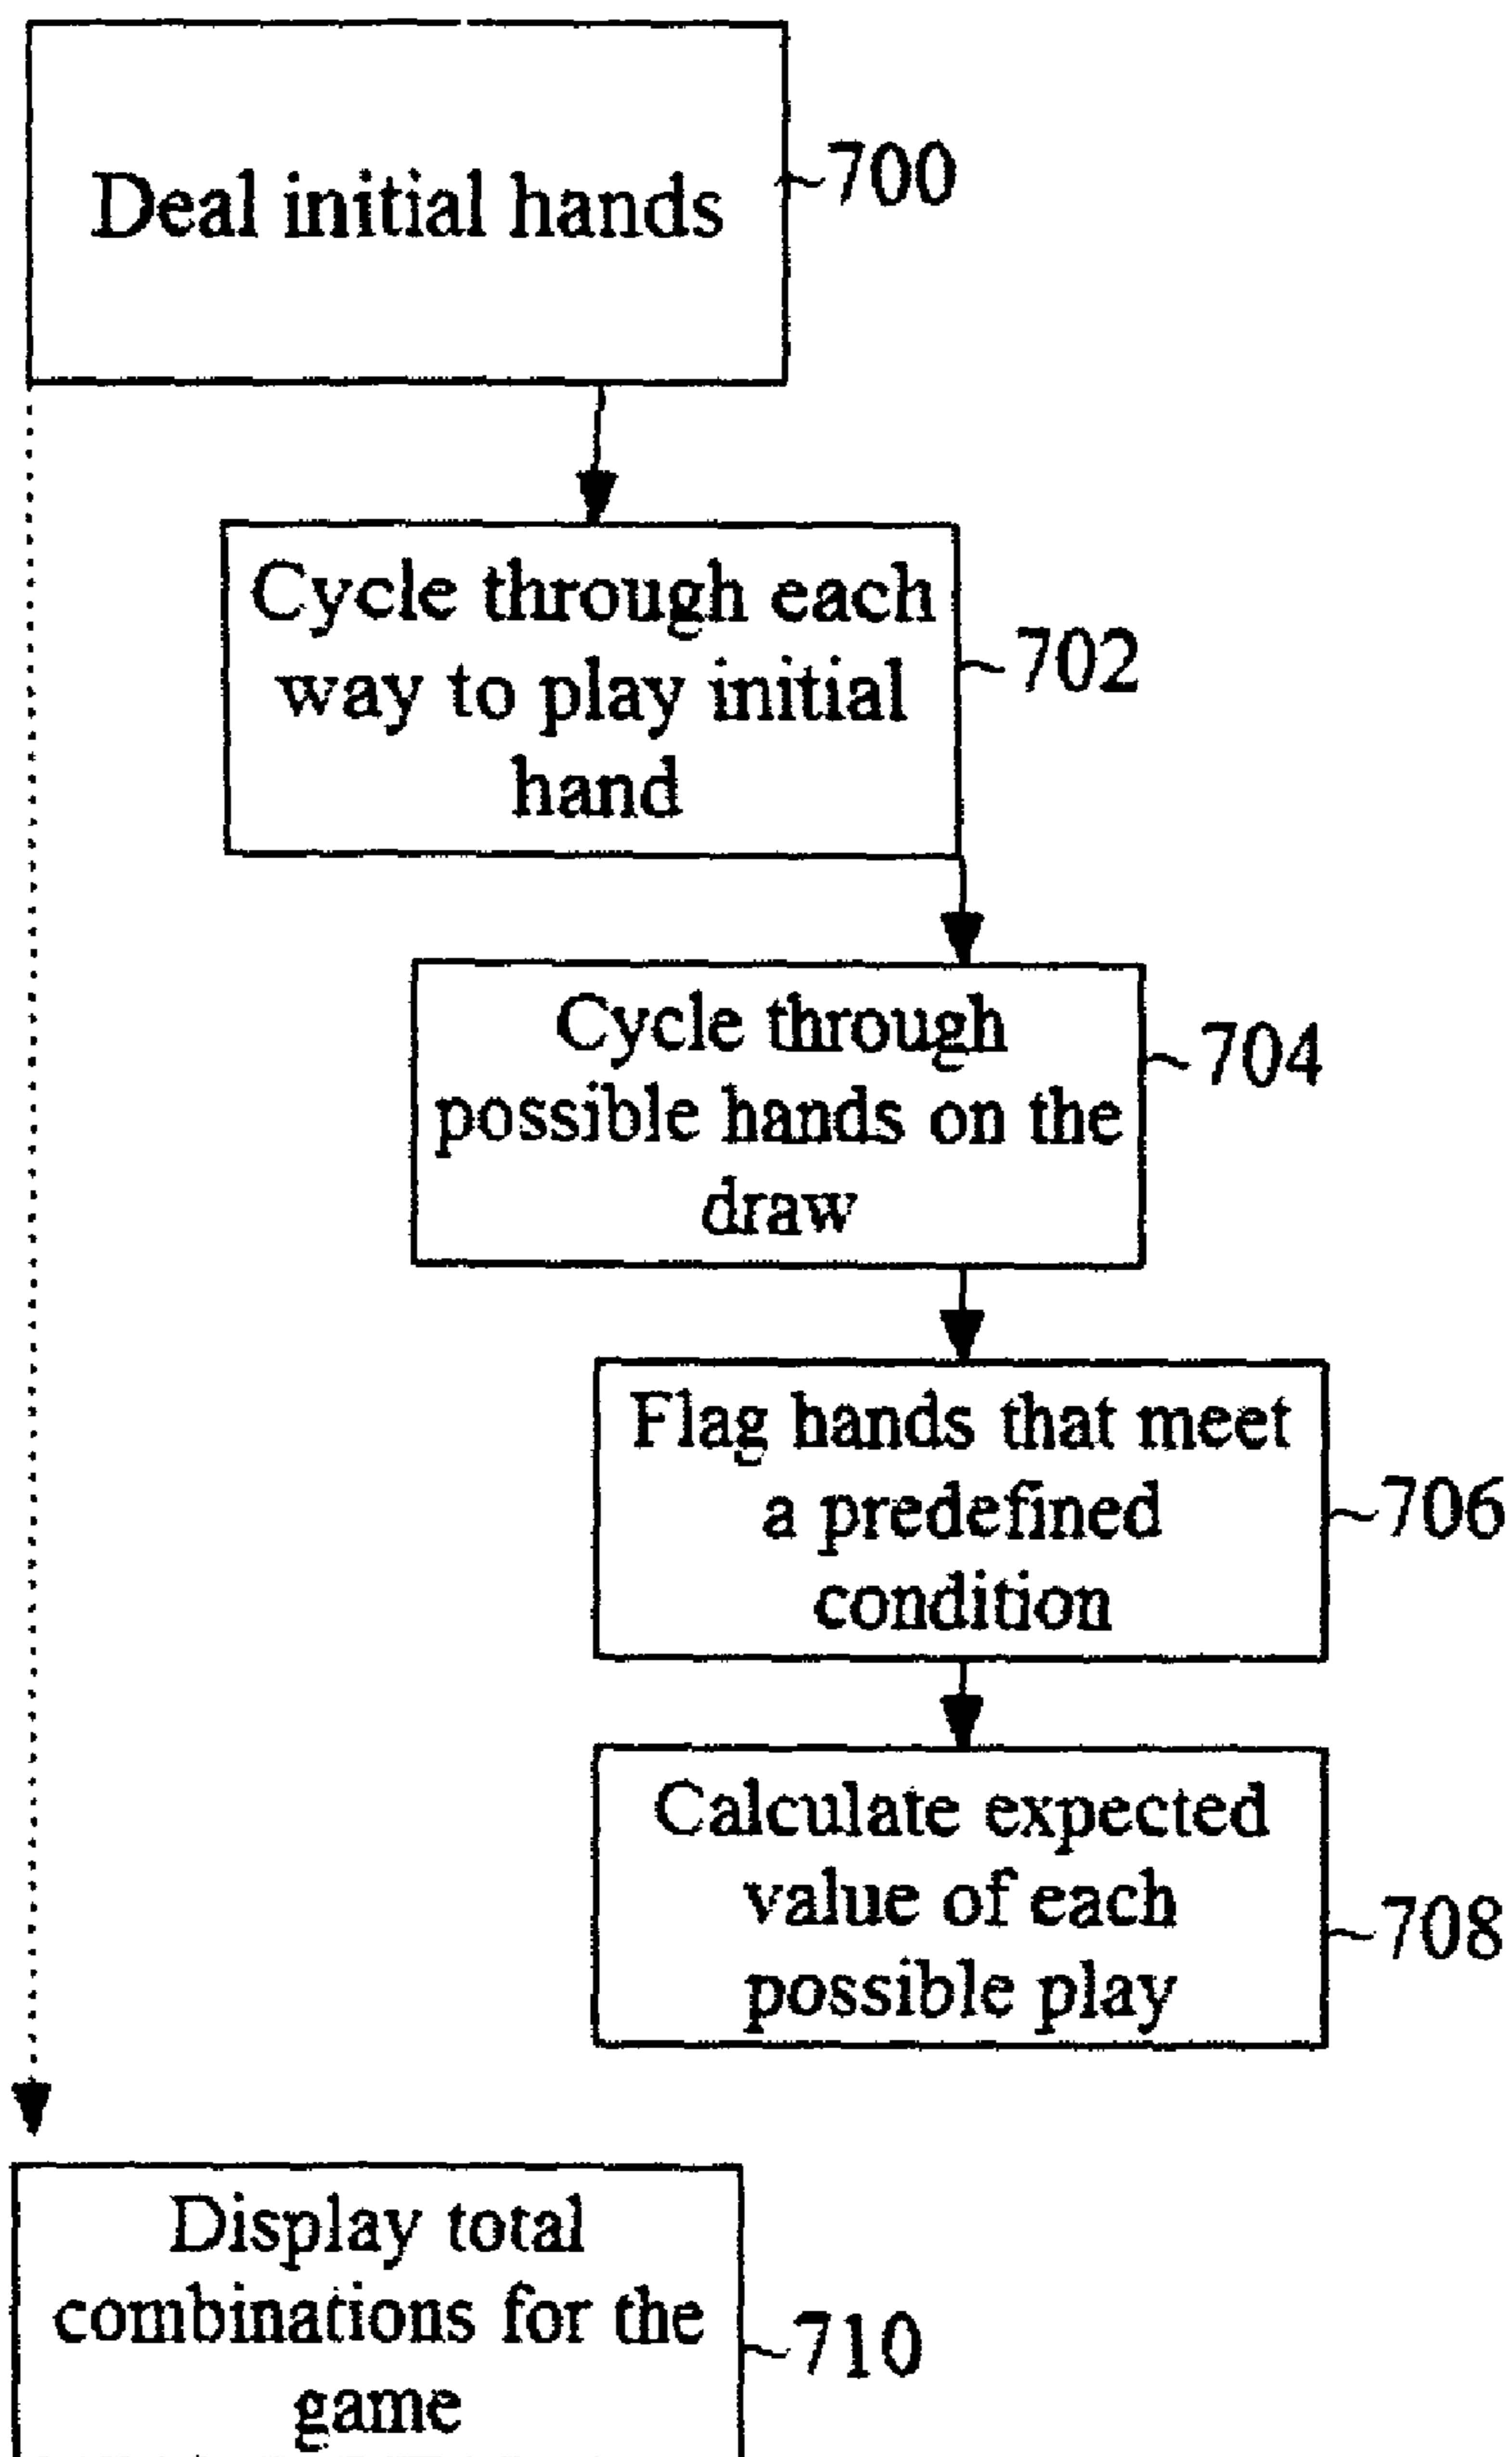 Deal initial hands
700
Cycle through each
way to play initial
hand
702
Cycle through
possible hands on the
draw
704
Flag hands that meet
a predefined
condition
706
Calculate expected
value of each
possible play
708
Display total
combinations for the
game
710